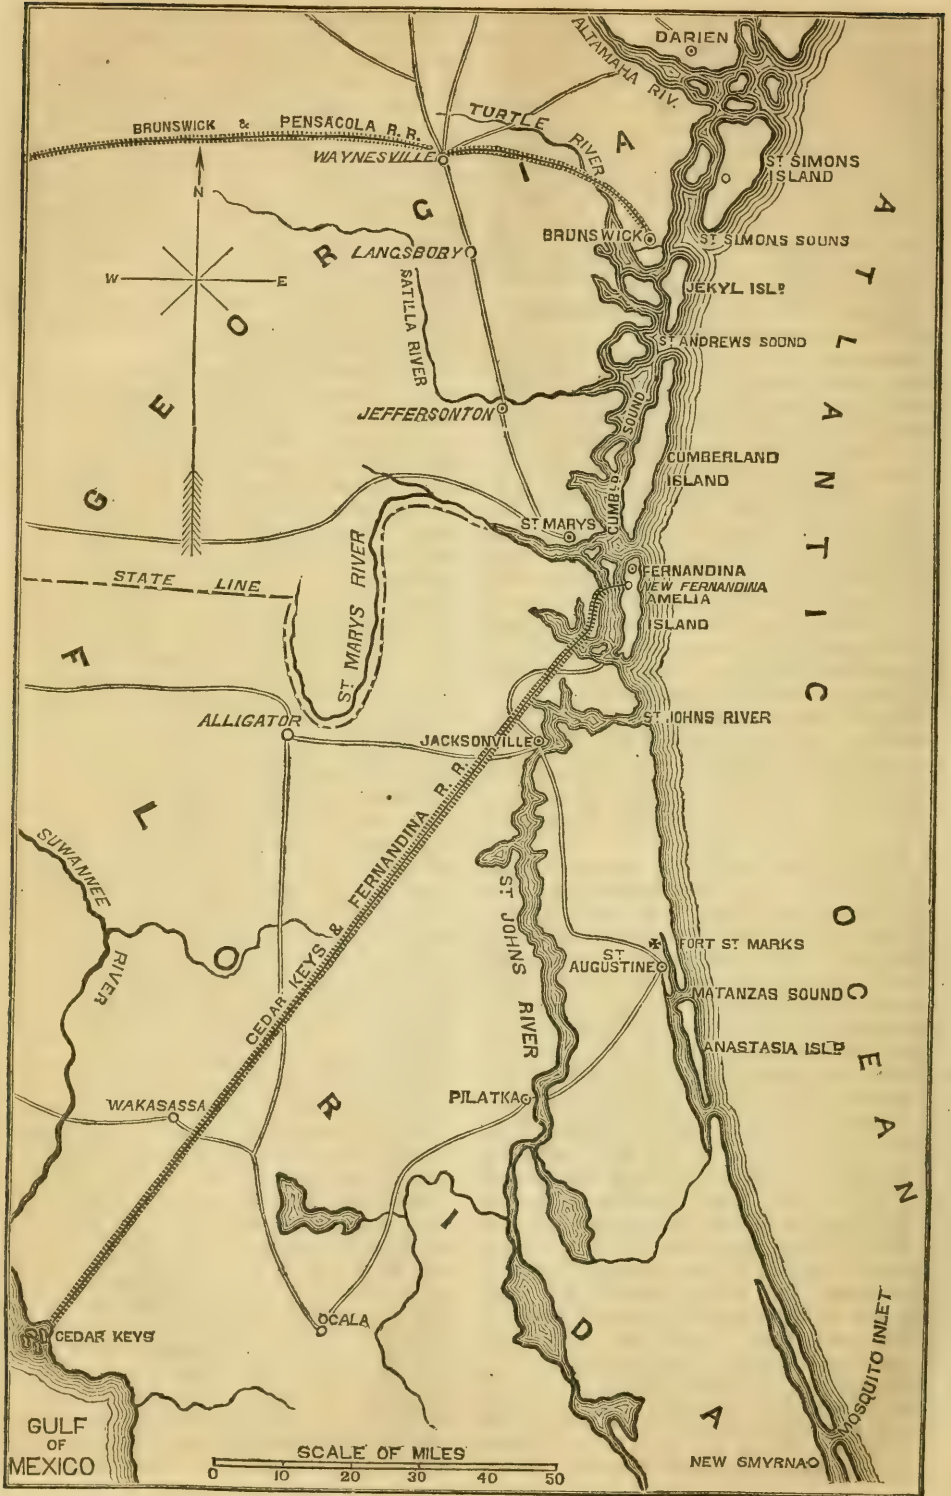 DARIEN
ALTAMAHA RIV.
BRUNSWICK & PENSACOLA R. R.
TURTLE RIVER
WAYNESVILLE
ST SIMONS
ISLAND
N
W
E
BRUNSWICK
ST SIMONS SOUNS
LANGSBORY
SATILLA RIVER
JEKYL ISLD
ST ANDREWS SOUND
JEFFERSONTON
CUMBD SOUND
CUMBERLAND
ISLAND
GEORGIA
ST MARYS
FERNANDINA
NEW FERNANDINA
AMELIA
ISLAND
STATE LINE
ST MARYS RIVER
ATLANTIC OCEAN
ALLIGATOR
JACKSONVILLE
ST JOHNS RIVER
CEDAR KEYS & FERNANDINA R. R.
SUWANNEE
RIVER
ST. JOHNS RIVER
FORT ST MARKS
ST
AUGUSTINE
MATANZAS SOUND
ANASTASIA ISLD
PILATKA
WAKASASSA
FLORIDA
OCALA
CEDAR KEYS
MOSQUITO INLET
GULF
OF
MEXICO
SCALE OF MILES
0 10 20 30 40 50
NEW SMYRNA